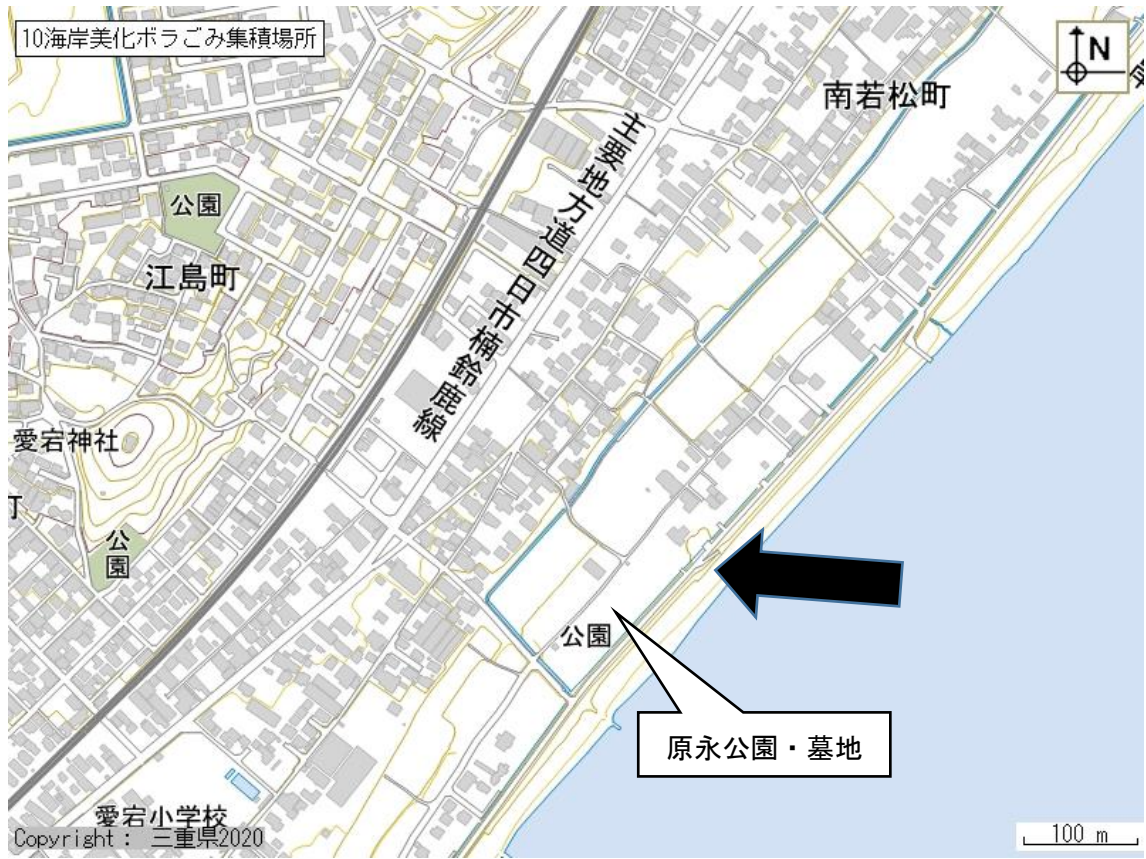 10海岸美化ボラごみ集積場所
N
南若松町
主要地方道四日市楠鈴鹿線
公園
江島町
愛宕神社
町
公園
公園
原永公園・墓地
愛宕小学校
Copyright : 三重県2020
100 m